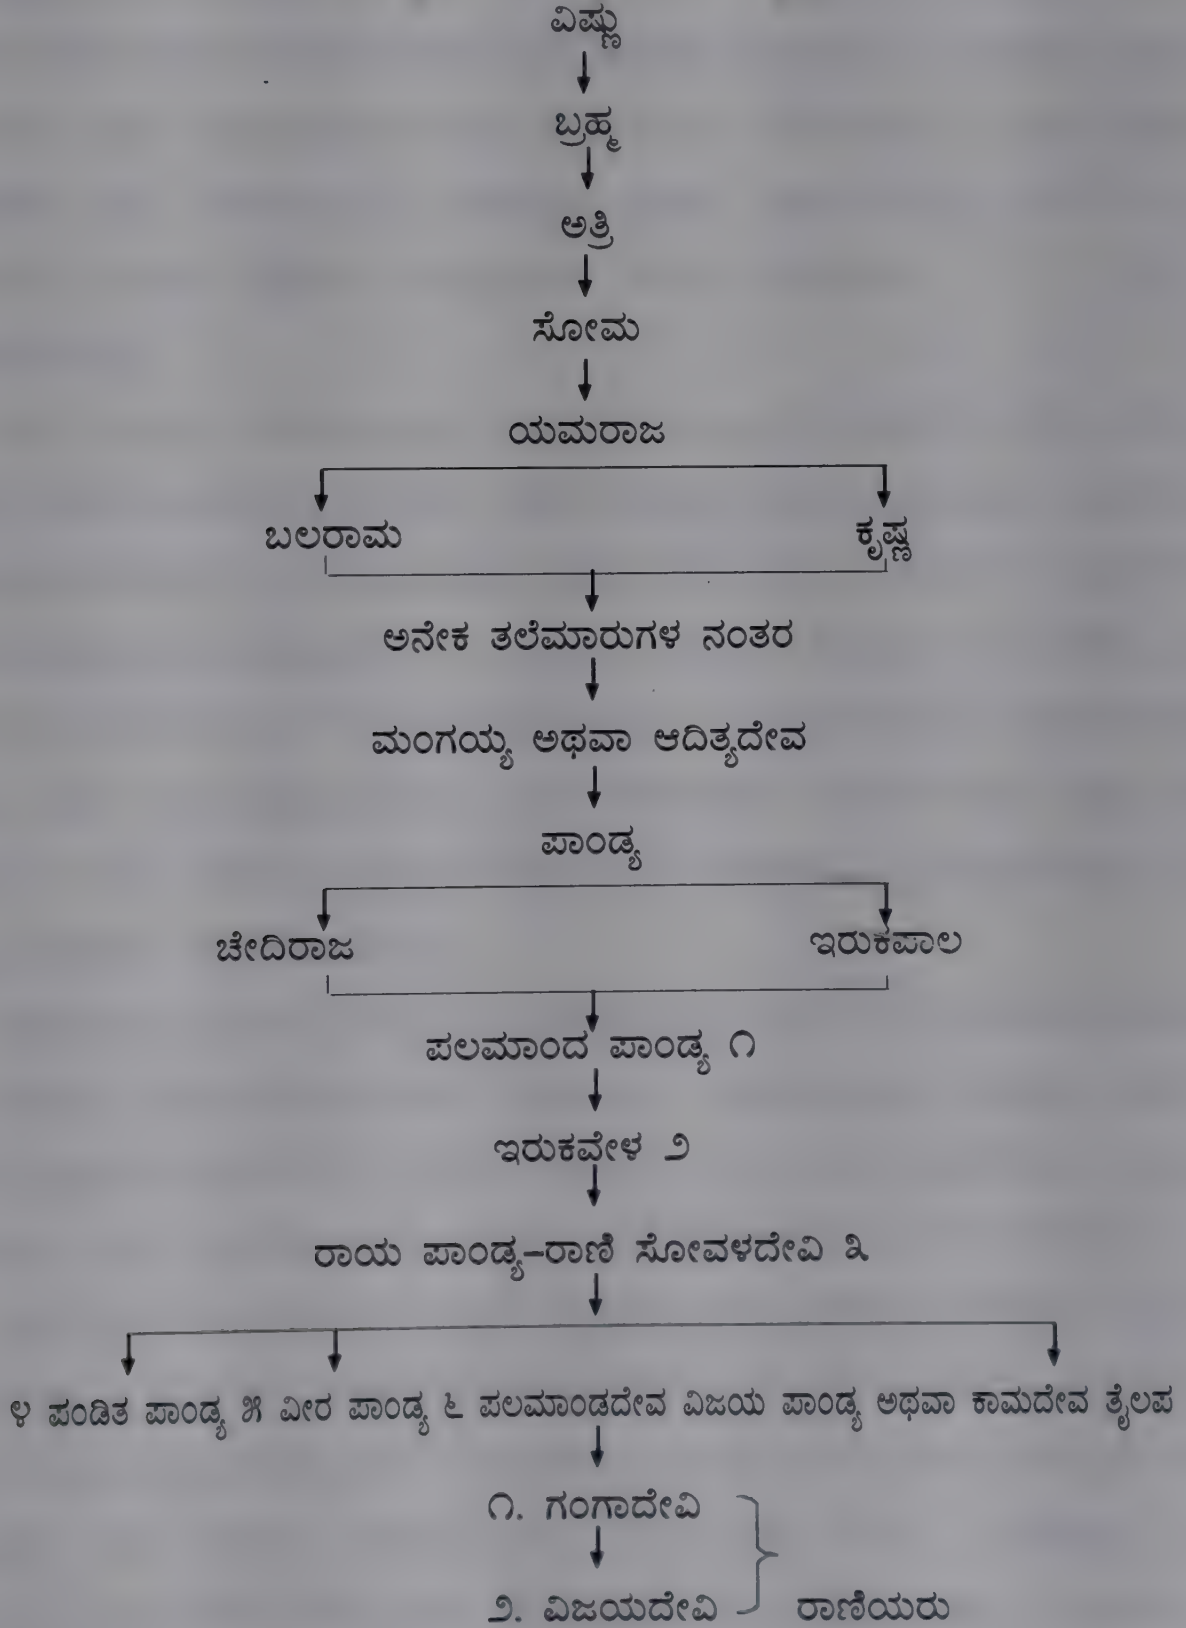 ವಿಷ್ಣು
ಬ್ರಹ್ಮ
ಅತ್ರಿ
ಸೋಮ
ಯಮರಾಜ
ಬಲರಾಮ ಕೃಷ್ಣ
ಅನೇಕ ತಲೆಮಾರುಗಳ ನಂತರ
ಮಂಗಯ್ಯ ಅಥವಾ ಆದಿತ್ಯದೇವ
ಪಾಂಡ್ಯ
ಚೇದಿರಾಜ ಇರುಕಪಾಲ
ಪಲಮಾಂದ ಪಾಂಡ್ಯ ೧
ಇರುಕವೇಳ ೨
ರಾಯ ಪಾಂಡ್ಯ-ರಾಣಿ ಸೋವಳದೇವಿ ೩
೪ ಪಂಡಿತ ಪಾಂಡ್ಯ ೫ ವೀರ ಪಾಂಡ್ಯ ೬ ಪಲಮಾಂಡದೇವ ವಿಜಯ ಪಾಂಡ್ಯ ಅಥವಾ ಕಾಮದೇವ ತೈಲಪ
೧. ಗಂಗಾದೇವಿ
೨. ವಿಜಯದೇವಿ ರಾಣಿಯರು